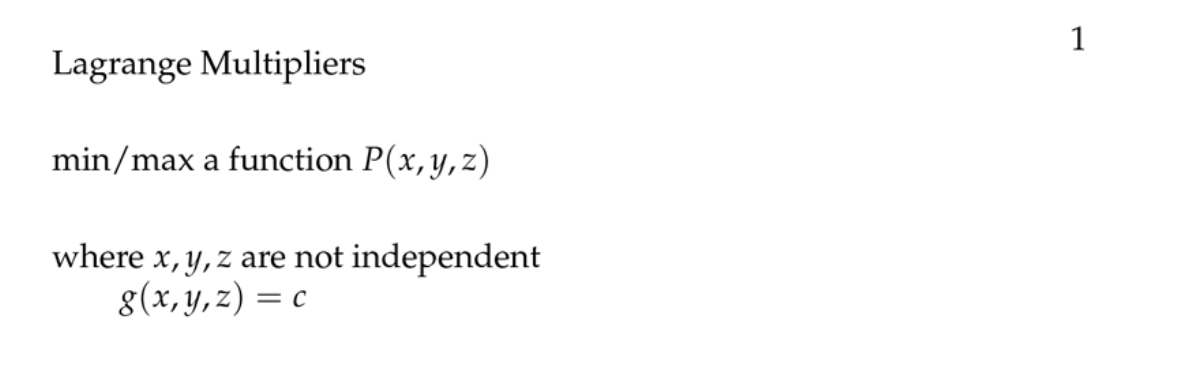 1
Lagrange Multipliers
min/max a function P(x, y, z)
where x, y, z are not independent
g(x, y, z) = c